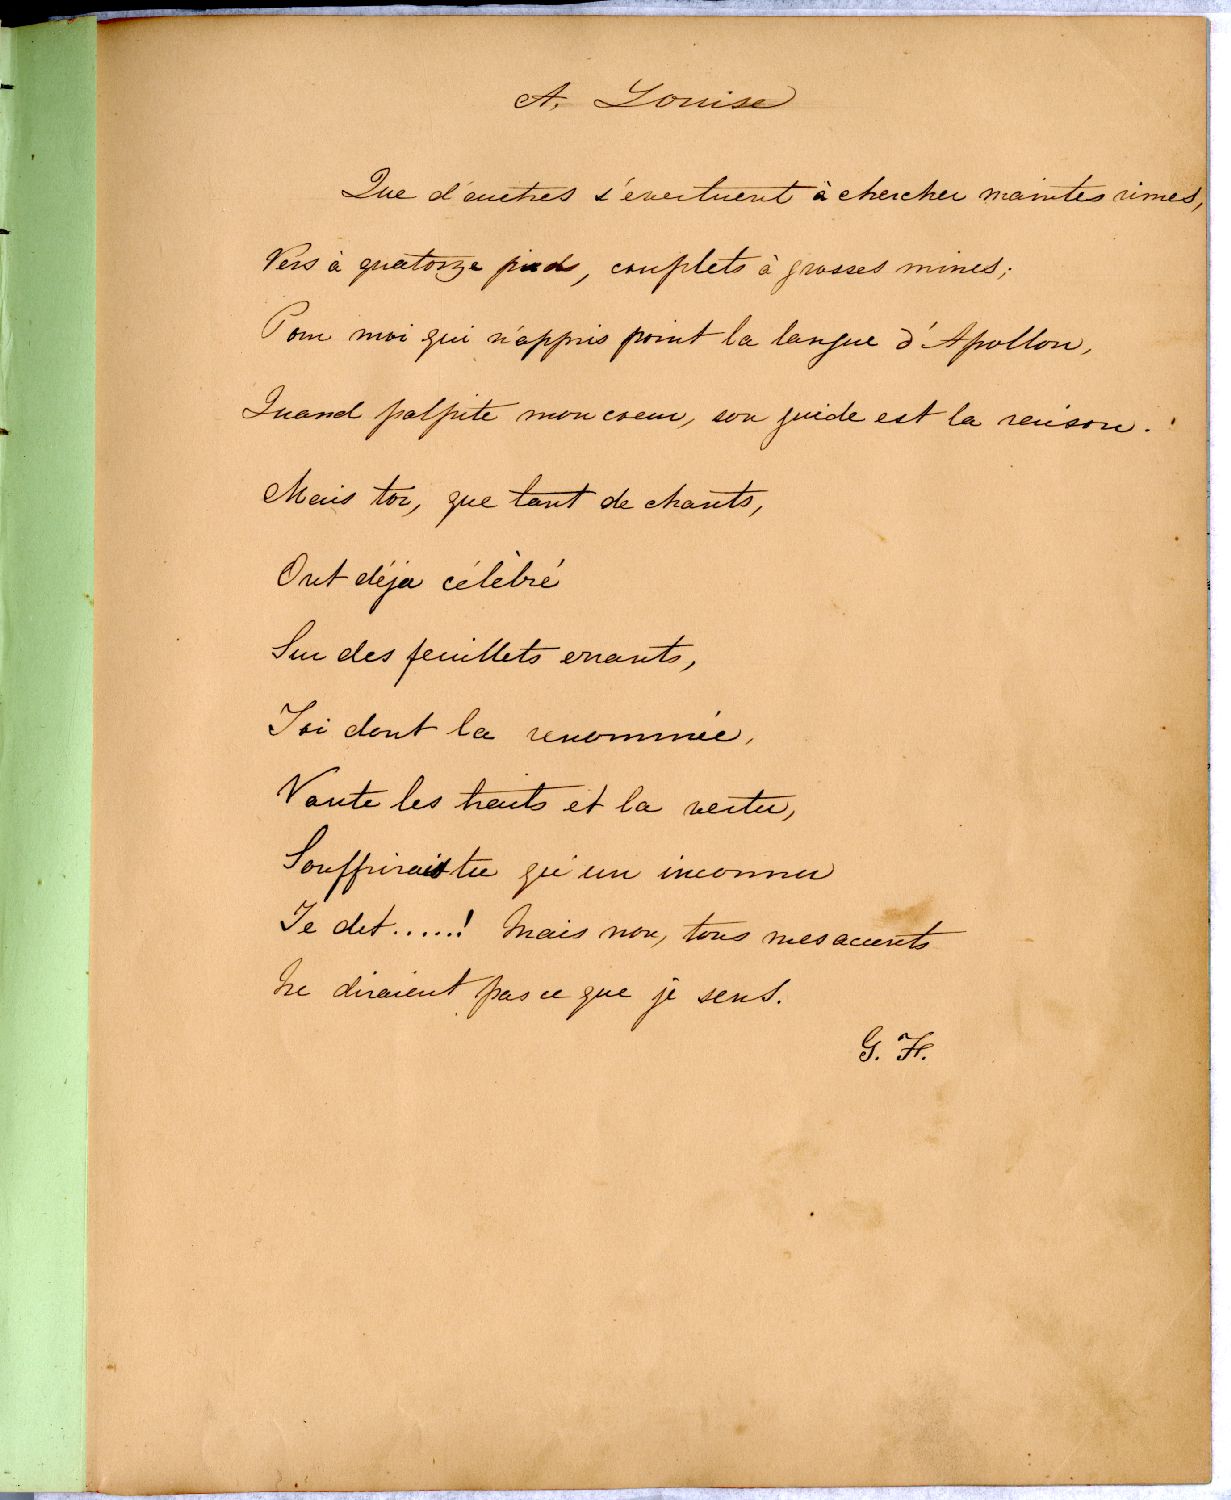 A. Louise
Que d'autres s'évertuent à chercher maintes rimes,
Vers à quatorze pieds, couplets à grosses mines;
Pour moi qui n'appris point la langue d'Apollon,
Quand palpite mon coeur, son guide est la raison.
Mais toi, que tant de chants,
Ont déja célèbré
Sur des feuillets errants,
Toi dont la renommée,
Vante les traits et la vertu,
Souffrirais tu qu'un inconnu
Te dit......! Mais non, tous mes accents
Ne diraient pas ce que je sens.
G. H.